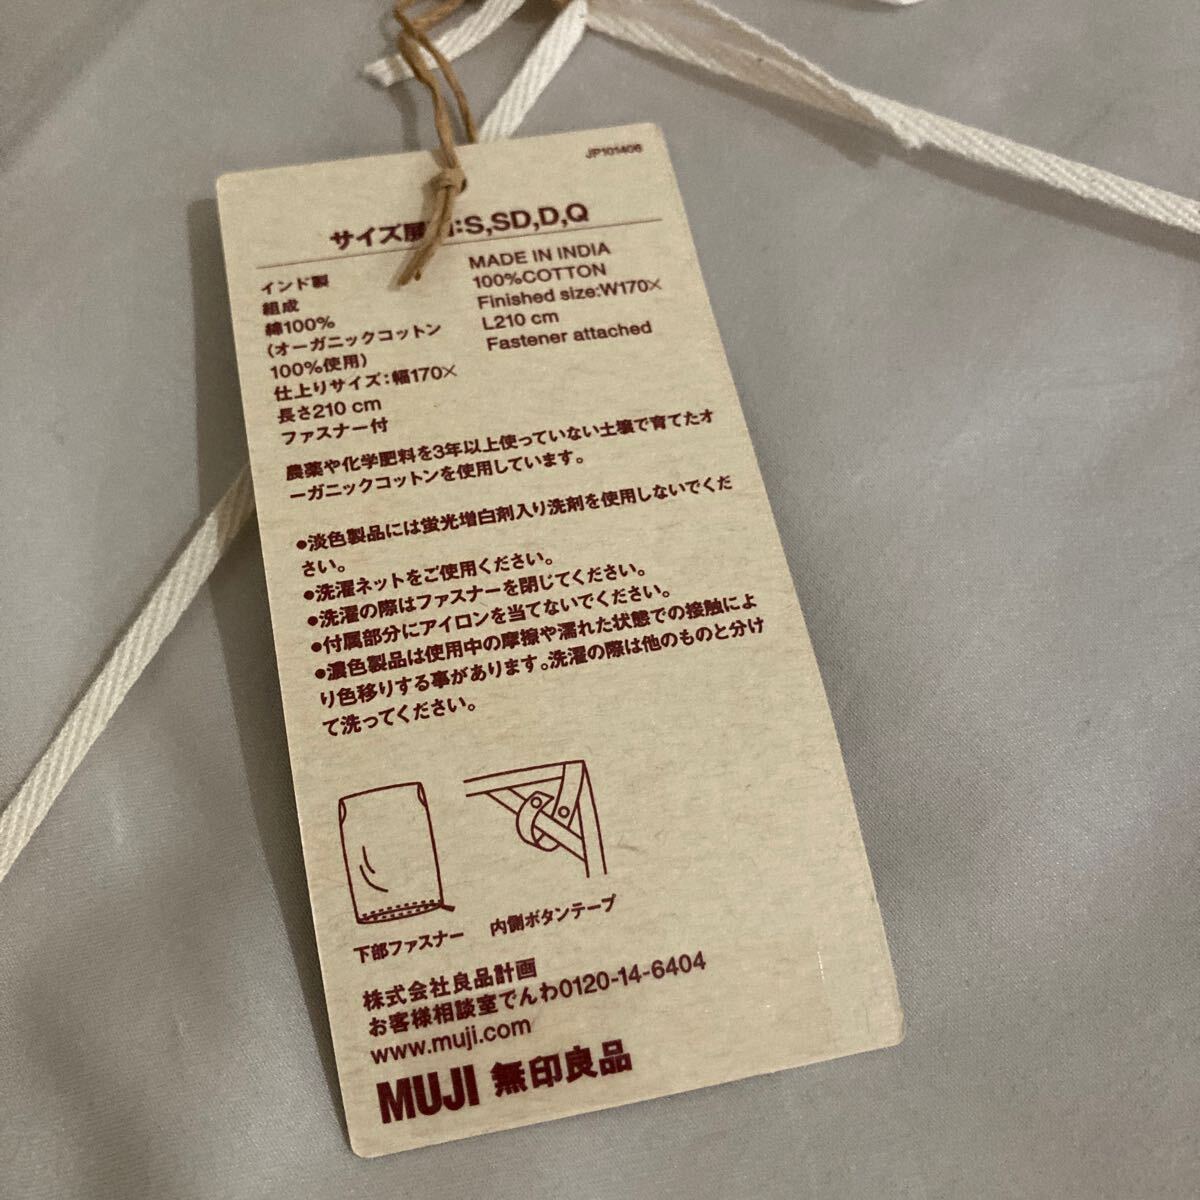 JP101406
サイズ展 :S,SD,D,Q
インド製
組成
綿100%
(オーガニックコットン
100%使用)
仕上りサイズ:幅170×
長さ210 cm
ファスナー付
MADE IN INDIA
100%COTTON
Finished size:W170×
L210 cm
Fastener attached
農薬や化学肥料を3年以上使っていない土壌で育てたオ
ーガニックコットンを使用しています。
●淡色製品には蛍光増白剤入り洗剤を使用しないでくだ
さい。
●洗濯ネットをご使用ください。
●洗濯の際はファスナーを閉じてください。
●付属部分にアイロンを当てないでください。
●濃色製品は使用中の摩擦や濡れた状態での接触によ
り色移りする事があります。洗濯の際は他のものと分け
て洗ってください。
下部ファスナー
内側ボタンテープ
株式会社良品計画
お客様相談室でんわ0120-14-6404
www.muji.com
MUJI 無印良品